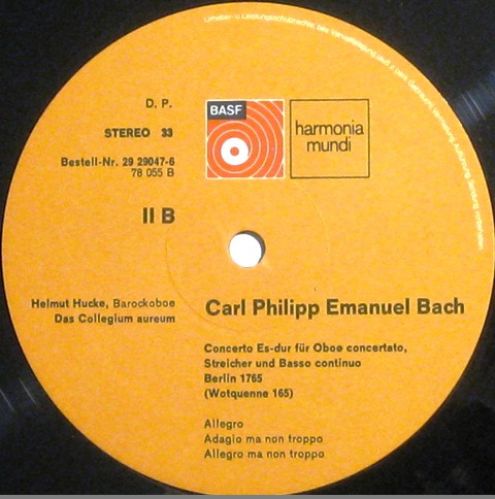 D. P.
STEREO 33
Bestell-Nr. 29 29047-6
78 055 B
II B
BASF
harmonia
mundi
Helmut Hucke, Barockoboe
Das Collegium aureum
Carl Philipp Emanuel Bach
Concerto Es-dur für Oboe concertato,
Streicher und Basso continuo
Berlin 1765
(Wotquenne 165)
Allegro
Adagio ma non troppo
Allegro ma non troppo